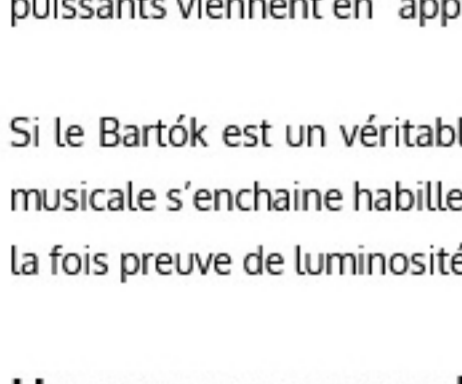 puissants viennent en app
Si le Bartók est un véritabl
musicale s'enchaine habille
la fois preuve de luminosité